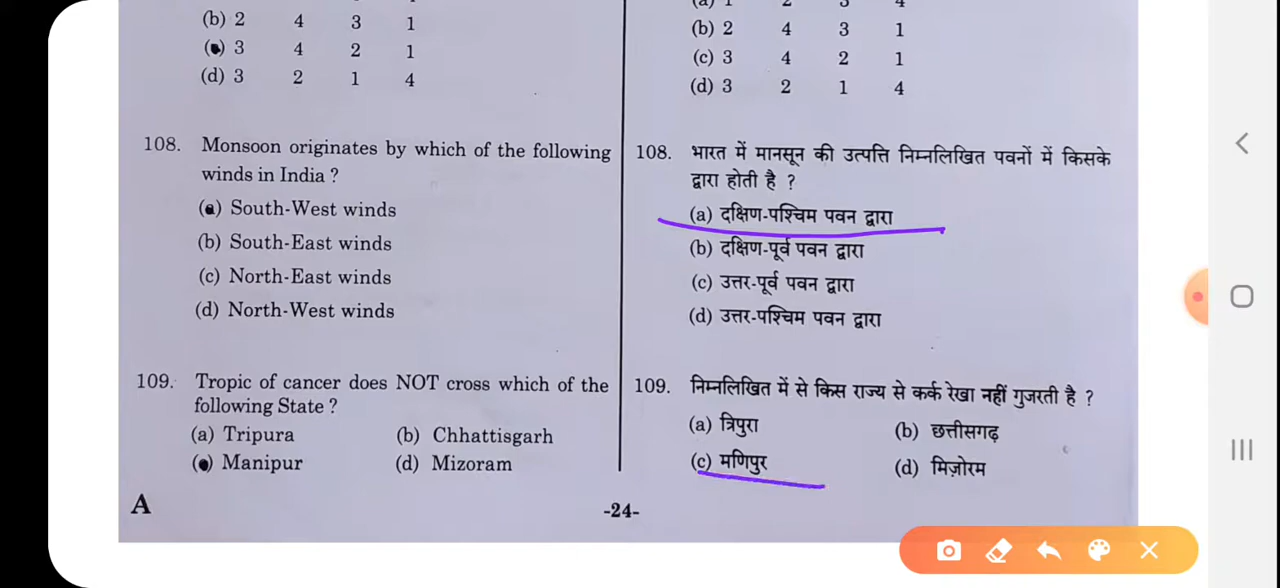 (b) 2 4 3 1
(c) 3 4 2 1
(d) 3 2 1 4
108. Monsoon originates by which of the following
winds in India ?
(a) South-West winds
(b) South-East winds
(c) North-East winds
(d) North-West winds
109. Tropic of cancer does NOT cross which of the
following State ?
(a) Tripura (b) Chhattisgarh
(c) Manipur (d) Mizoram
(a) 1 2 3 4
(b) 2 4 3 1
(c) 3 4 2 1
(d) 3 2 1 4
108. भारत में मानसून की उत्पत्ति निम्नलिखित पवनों में किसके
द्वारा होती है ?
(a) दक्षिण-पश्चिम पवन द्वारा
(b) दक्षिण-पूर्व पवन द्वारा
(c) उत्तर-पूर्व पवन द्वारा
(d) उत्तर-पश्चिम पवन द्वारा
109. निम्नलिखित में से किस राज्य से कर्क रेखा नहीं गुजरती है ?
(a) त्रिपुरा (b) छत्तीसगढ़
(c) मणिपुर (d) मिज़ोरम
A -24-